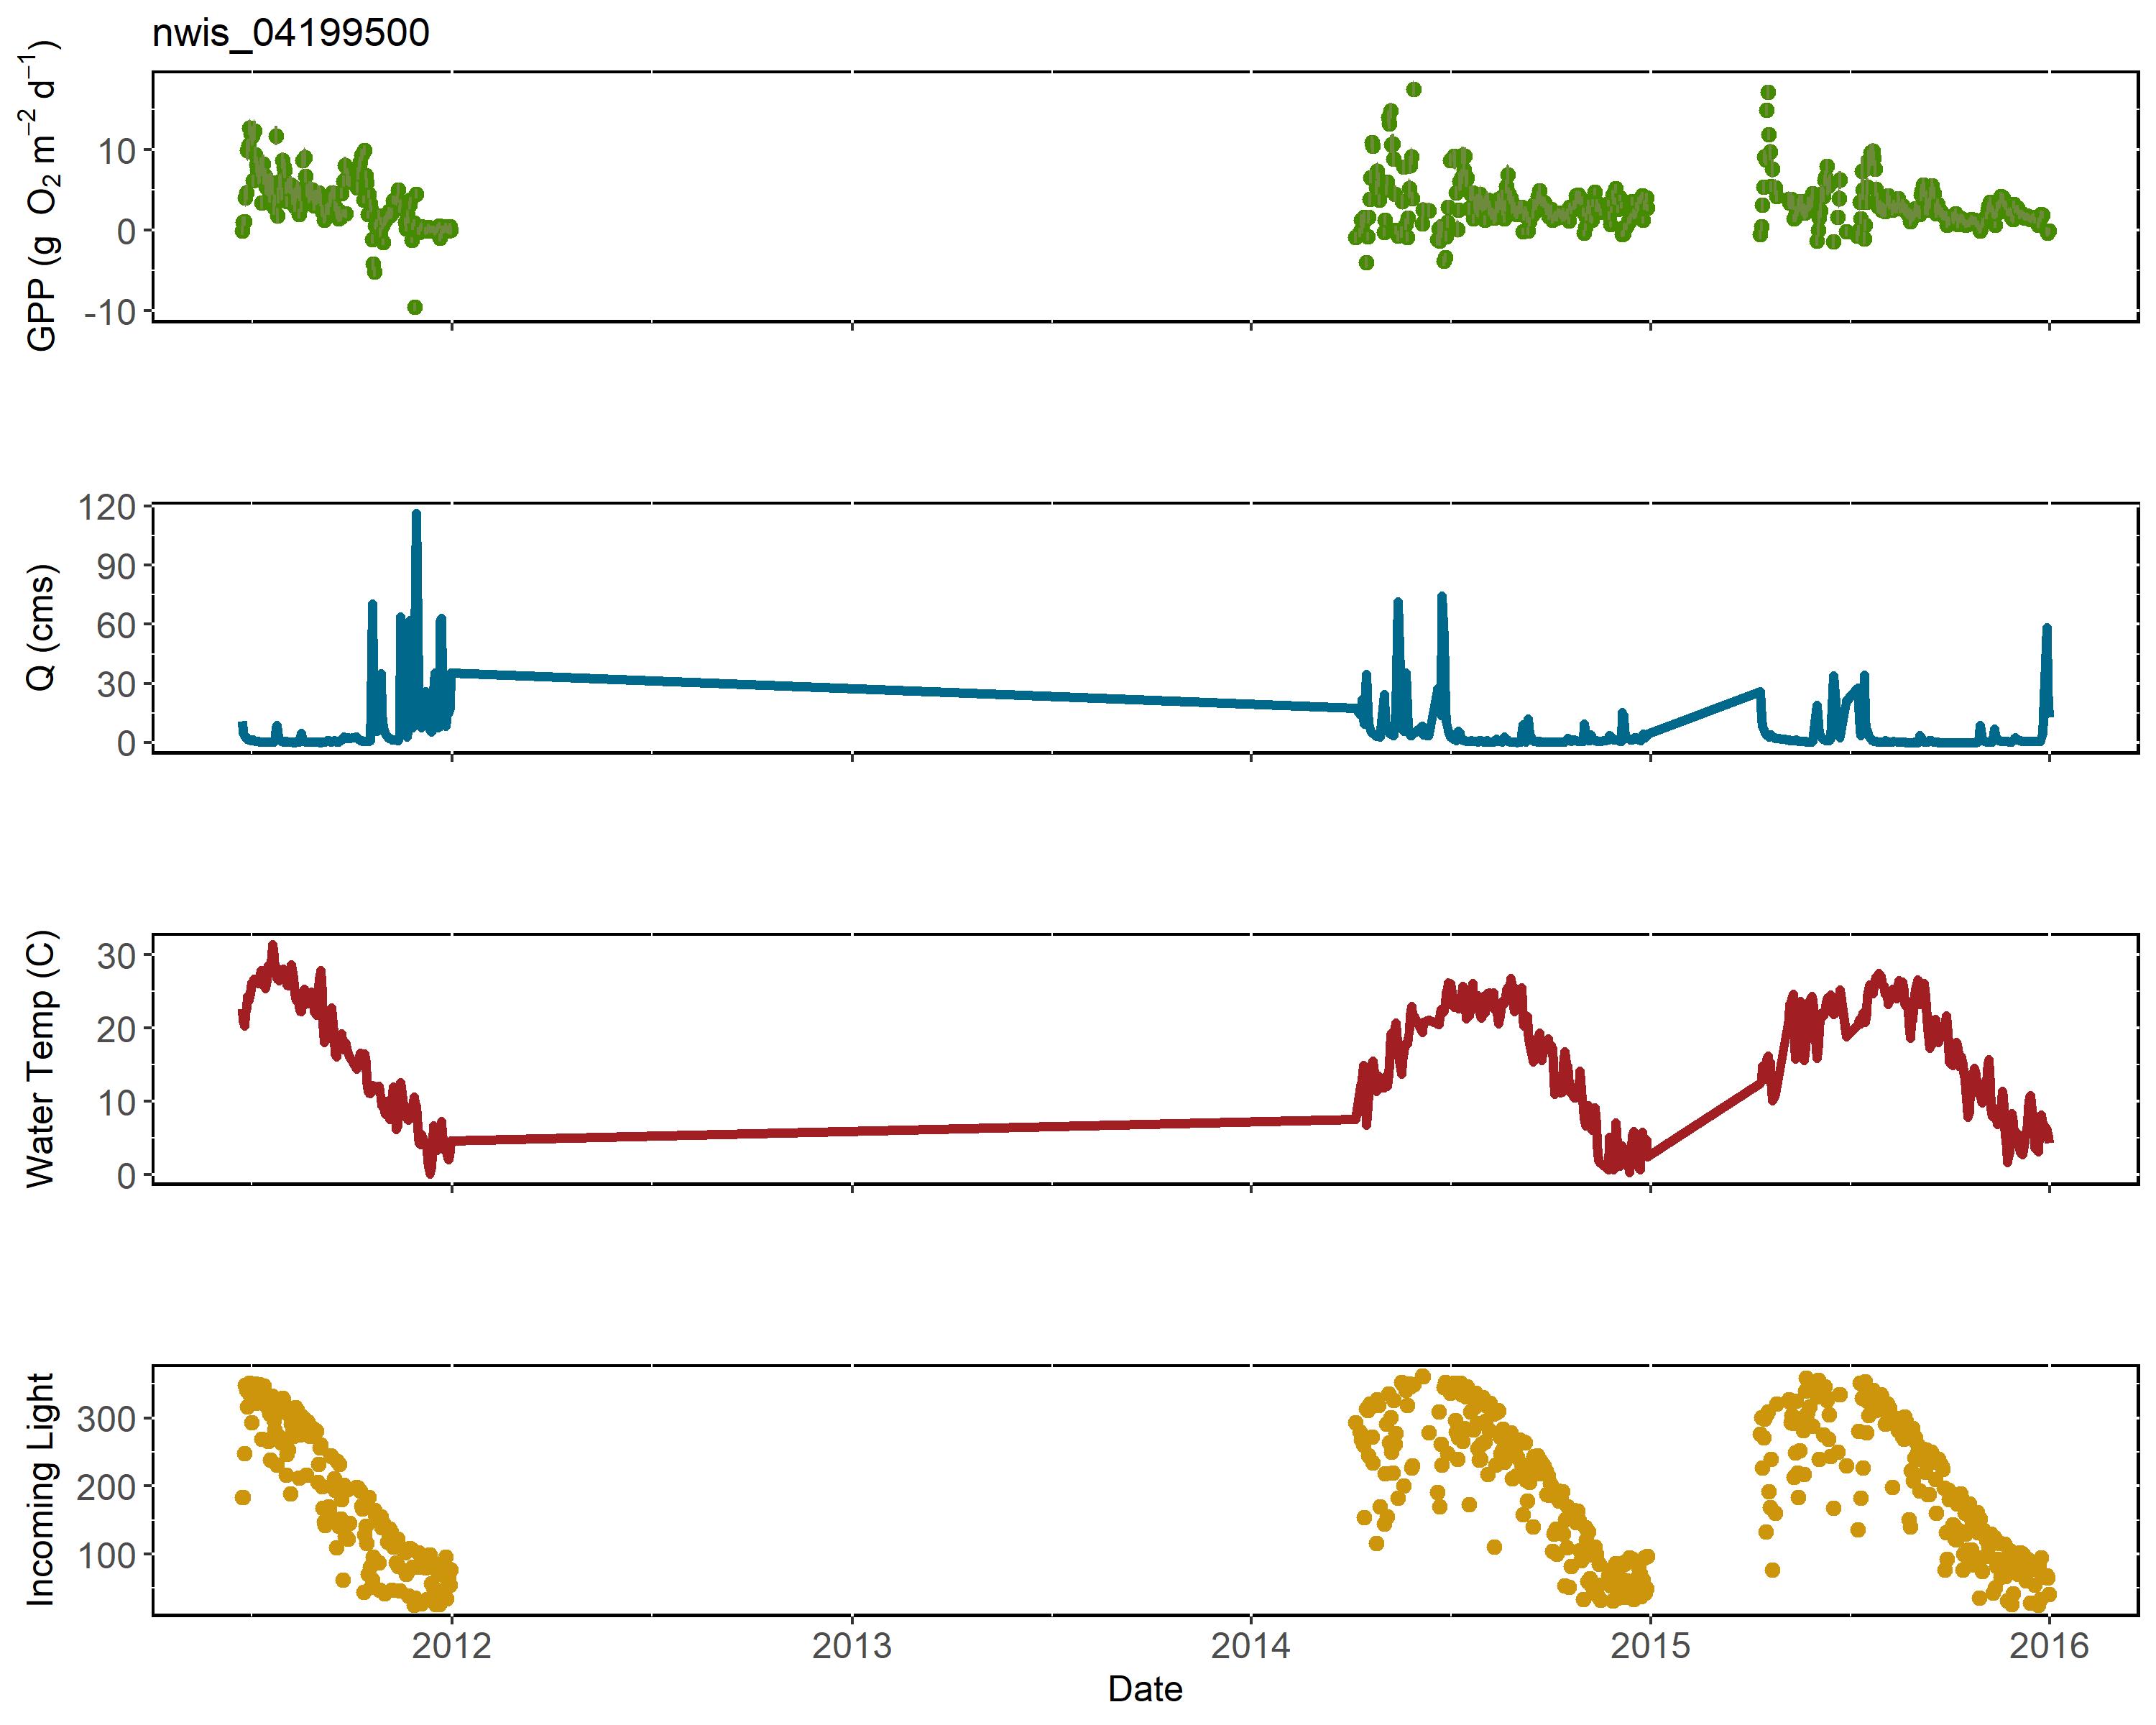 nwis_04199500
GPP (g O₂ m⁻² d⁻¹)
10
0
-10
Q (cms)
120
90
60
30
0
Water Temp (C)
30
20
10
0
Incoming Light
300
200
100
2012 2013 2014 2015 2016
Date